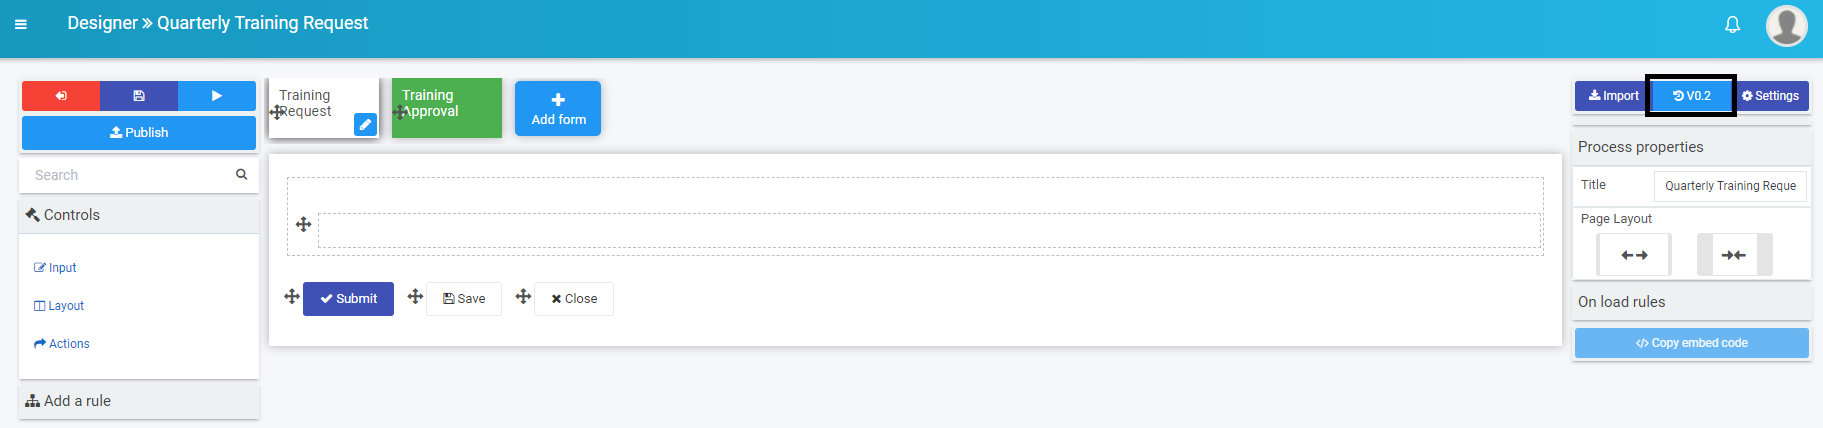 Designer » Quarterly Training Request
Publish
Search
Controls
Input
Layout
Actions
Add a rule
Training
Request
Training
Approval
Add form
Submit
Save
Close
Import
V0.2
Settings
Process properties
Title
Quarterly Training Reque
Page Layout
On load rules
</> Copy embed code